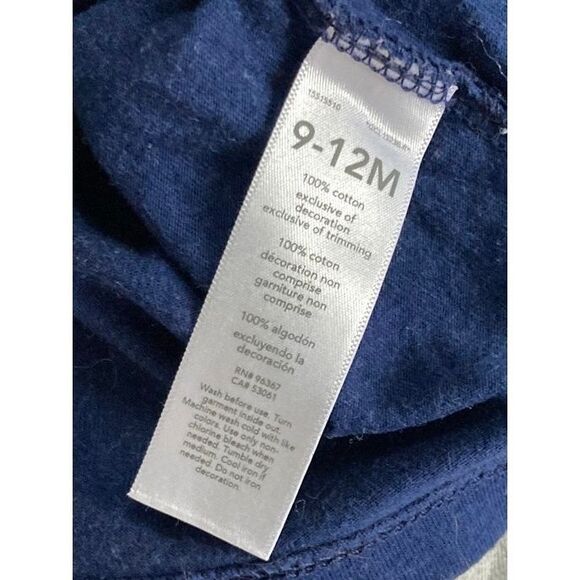 15515510
9-12M
100% cotton
exclusive of
decoration
exclusive of trimming
100% coton
décoration non
comprise
garniture non
comprise
100% algodón
excluyendo la
decoración
RN# 96367
CA# 53061
Wash before use. Turn
garment inside out.
Machine wash cold with like
colors. Use only non-
chlorine bleach when
needed. Tumble dry
medium. Cool iron if
needed. Do not iron
decoration.